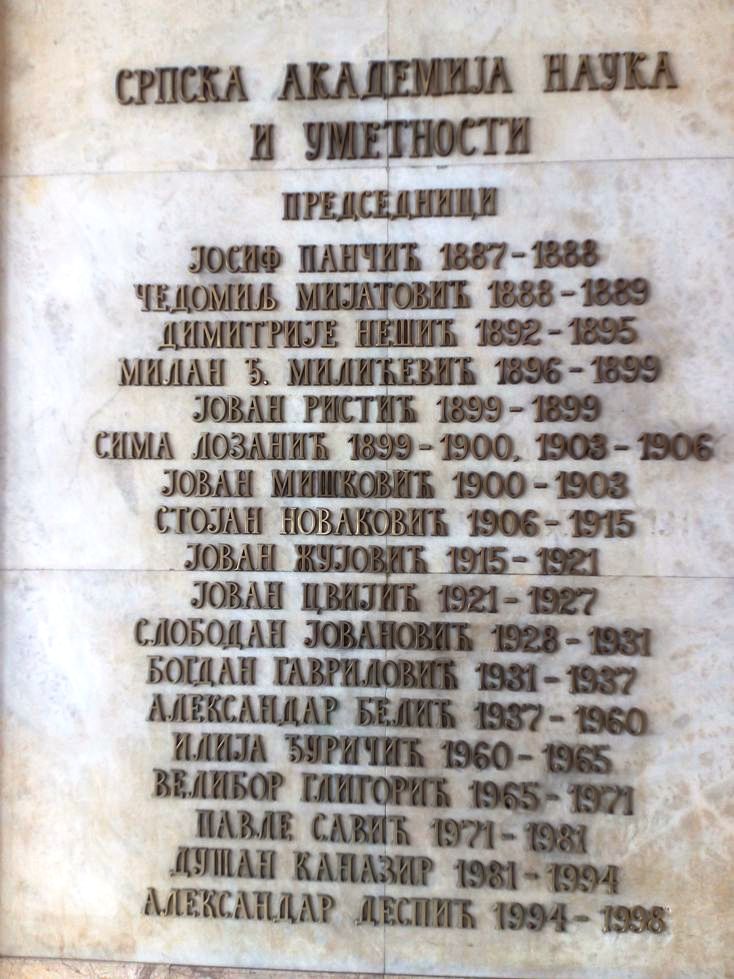 СРПСКА АКАДЕМИЈА НАУКА
И УМЕТНОСТИ
ПРЕДСЕДНИЦИ
ЈОСИФ ПАНЧИЋ 1887-1888
ЧЕДОМИЉ МИЈАТОВИЋ 1888-1889
ДИМИТРИЈЕ НЕШИЋ 1892-1895
МИЛАН Ђ. МИЛИЋЕВИЋ 1896-1899
ЈОВАН РИСТИЋ 1899-1899
СИМА ЛОЗАНИЋ 1899-1900, 1903-1906
ЈОВАН МИШКОВИЋ 1900-1903
СТОЈАН НОВАКОВИЋ 1906-1915
ЈОВАН ЖУЈОВИЋ 1915-1921
ЈОВАН ЦВИЈИЋ 1921-1927
СЛОБОДАН ЈОВАНОВИЋ 1928-1931
БОГДАН ГАВРИЛОВИЋ 1931-1937
АЛЕКСАНДАР БЕЛИЋ 1937-1960
ИЛИЈА ЂУРИЧИЋ 1960-1965
ВЕЛИБОР ГЛИГОРИЋ 1965-1971
ПАВЛЕ САВИЋ 1971-1981
ДУШАН КАНАЗИР 1981-1994
АЛЕКСАНДАР ДЕСПИЋ 1994-1998